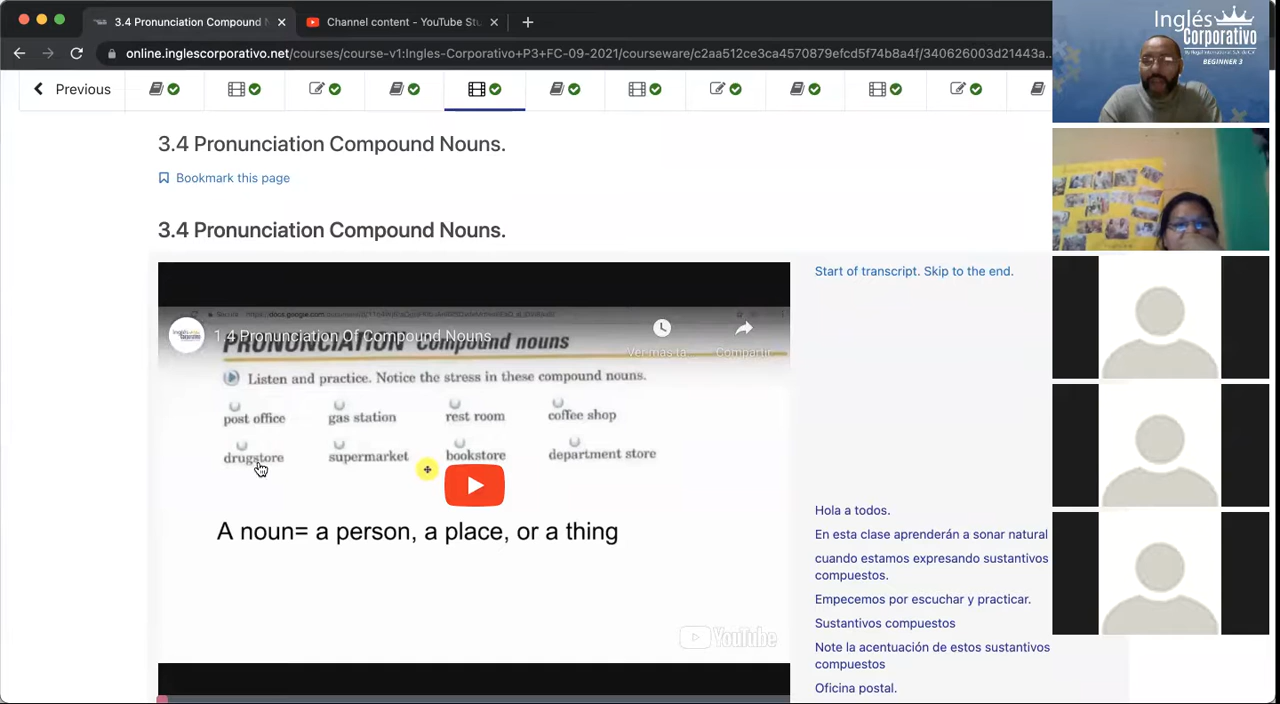 3.4 Pronunciation Compound N
Channel content - YouTube Stu
online.inglescorporativo.net/courses/course-v1:Ingles-Corporativo+P3+FC-09-2021/courseware/c2aa512ce3ca4570879efcd5f74b8a4f/340626003d21443a...
Inglés
Corporativo
BEGINNER 3
Previous
3.4 Pronunciation Compound Nouns.
Bookmark this page
3.4 Pronunciation Compound Nouns.
1.4 Pronunciation Of Compound Nouns
PRONUNCIATION Compound nouns
Ver más ta...
Compartir
Listen and practice. Notice the stress in these compound nouns.
post office gas station rest room coffee shop
drugstore supermarket bookstore department store
A noun= a person, a place, or a thing
YouTube
Start of transcript. Skip to the end.
Hola a todos.
En esta clase aprenderán a sonar natural
cuando estamos expresando sustantivos
compuestos.
Empecemos por escuchar y practicar.
Sustantivos compuestos
Note la acentuación de estos sustantivos
compuestos
Oficina postal.